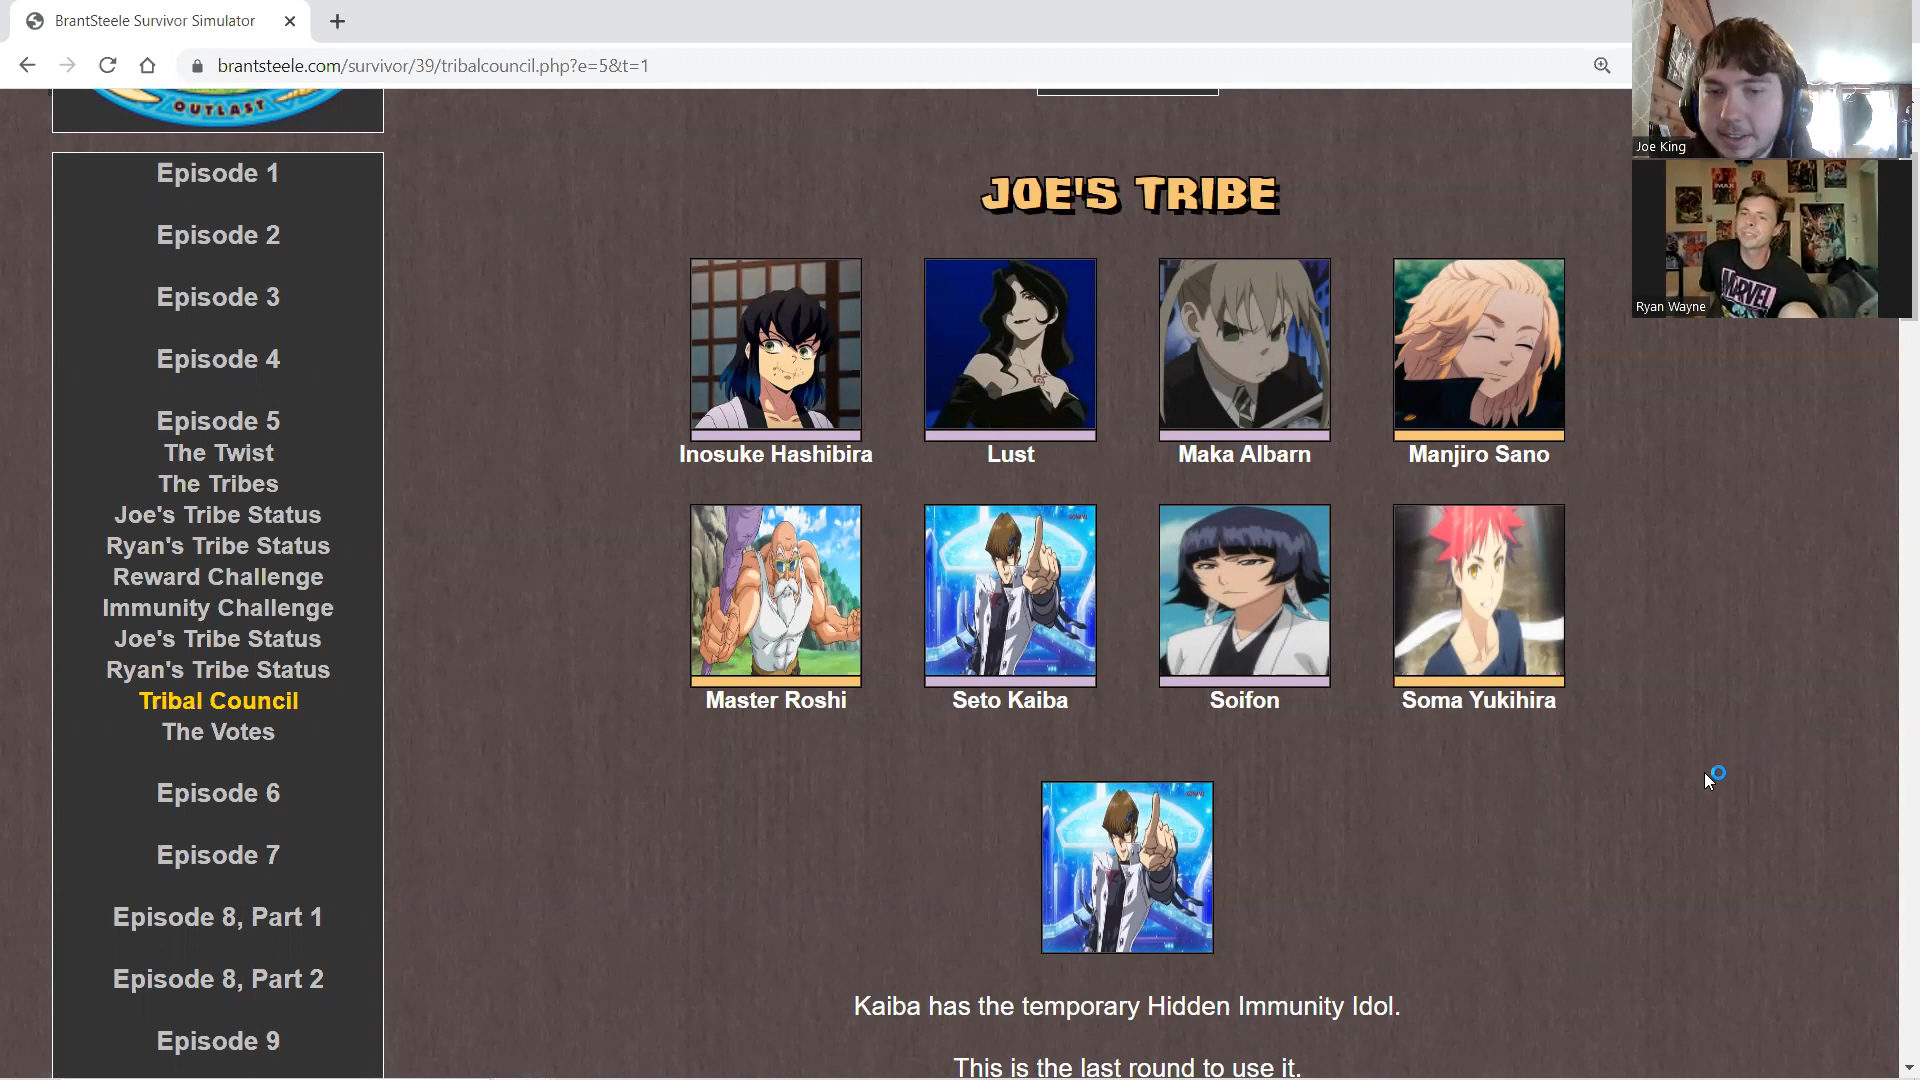 BrantSteele Survivor Simulator
brantsteele.com/survivor/39/tribalcouncil.php?e=5&t=1
OUTLAST
Episode 1
Episode 2
Episode 3
Episode 4
Episode 5
The Twist
The Tribes
Joe's Tribe Status
Ryan's Tribe Status
Reward Challenge
Immunity Challenge
Joe's Tribe Status
Ryan's Tribe Status
Tribal Council
The Votes
Episode 6
Episode 7
Episode 8, Part 1
Episode 8, Part 2
Episode 9
JOE'S TRIBE
Inosuke Hashibira
Lust
Maka Albarn
Manjiro Sano
Master Roshi
Seto Kaiba
Soifon
Soma Yukihira
Kaiba has the temporary Hidden Immunity Idol.
This is the last round to use it.
Joe King
IMAX
MARVEL
Ryan Wayne